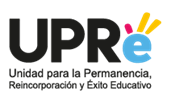 UPRe
Unidad para la Permanencia,
Reincorporación y Éxito Educativo